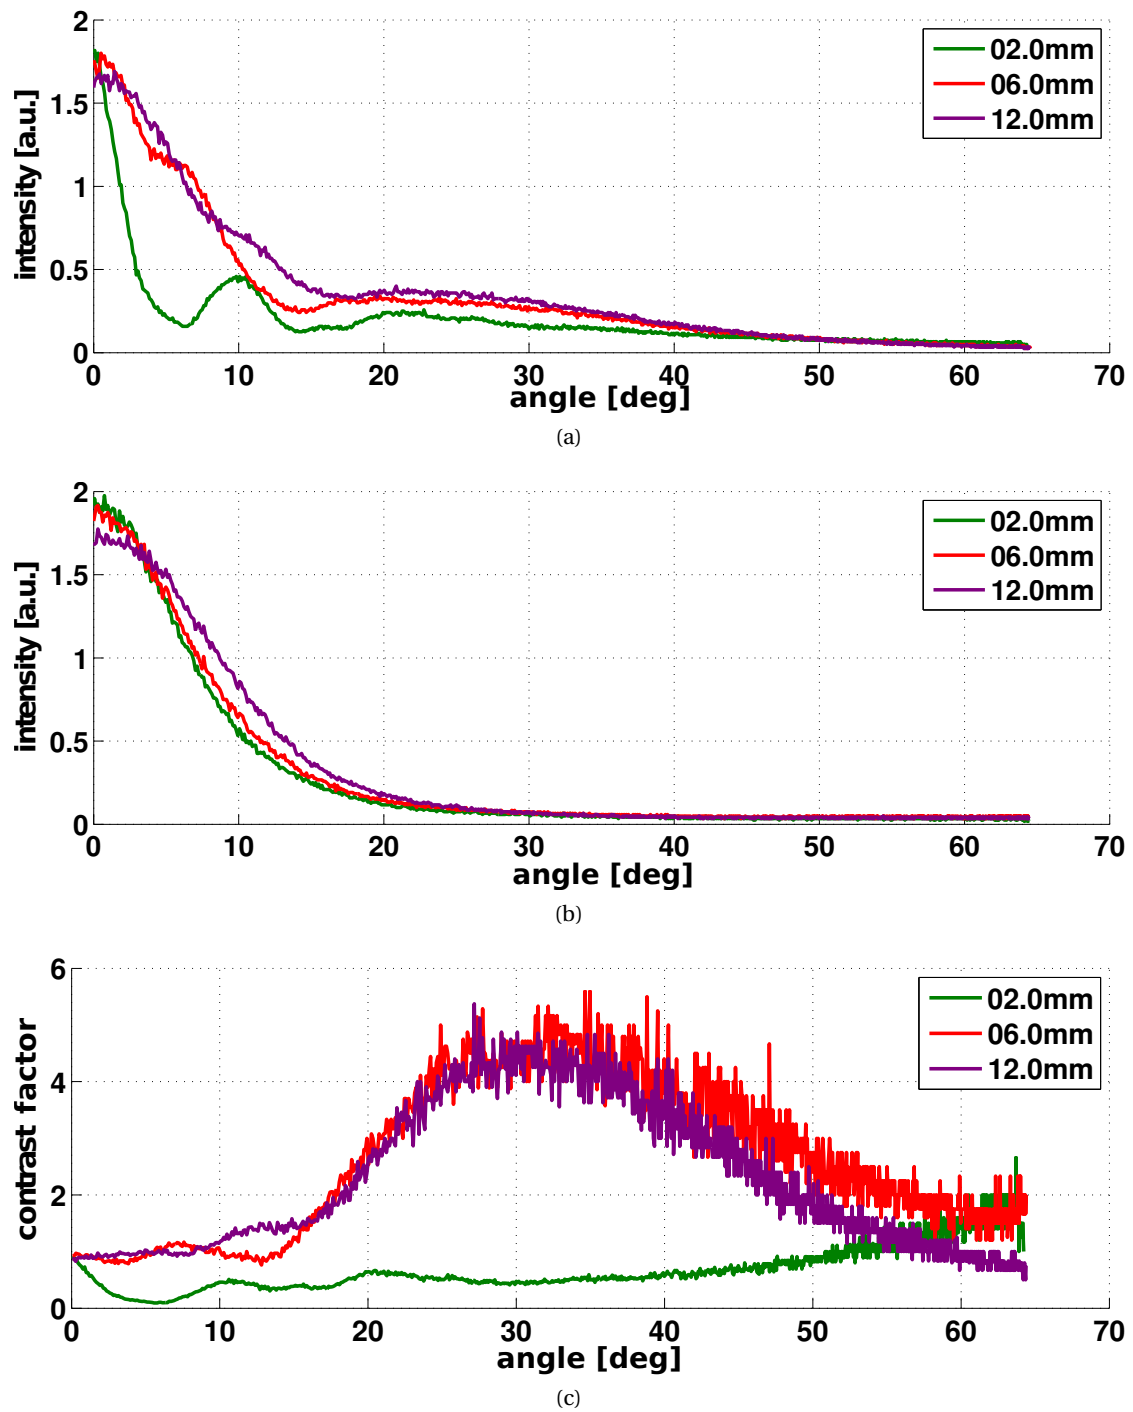 2
1.5
1
0.5
0
intensity [a.u.]
02.0mm
06.0mm
12.0mm
0 10 20 30 40 50 60 70
angle [deg]
(a)
2
1.5
1
0.5
0
intensity [a.u.]
02.0mm
06.0mm
12.0mm
0 10 20 30 40 50 60 70
angle [deg]
(b)
6
4
2
0
contrast factor
02.0mm
06.0mm
12.0mm
0 10 20 30 40 50 60 70
angle [deg]
(c)